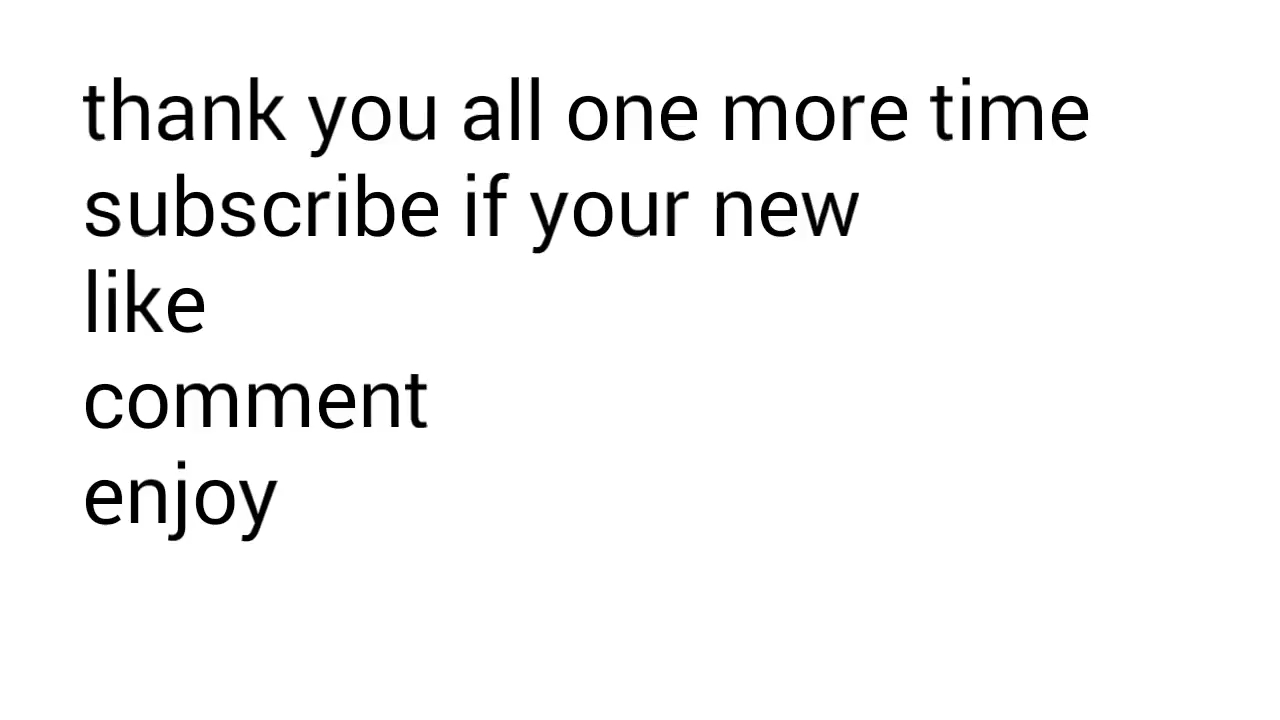 thank you all one more time
subscribe if your new
like
comment
enjoy